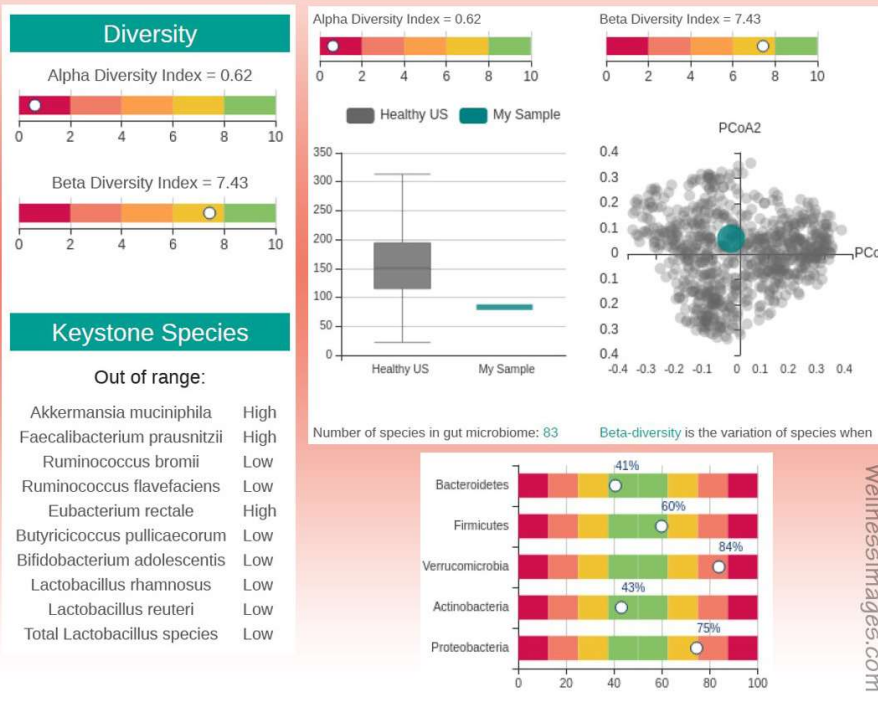 Diversity
Alpha Diversity Index = 0.62
0 2 4 6 8 10
Beta Diversity Index = 7.43
0 2 4 6 8 10
Keystone Species
Out of range:
Akkermansia muciniphila High
Faecalibacterium prausnitzii High
Ruminococcus bromii Low
Ruminococcus flavefaciens Low
Eubacterium rectale High
Butyricicoccus pullicaecorum Low
Bifidobacterium adolescentis Low
Lactobacillus rhamnosus Low
Lactobacillus reuteri Low
Total Lactobacillus species Low
Alpha Diversity Index = 0.62
0 2 4 6 8 10
Healthy US My Sample
350
300
250
200
150
100
50
0
Healthy US My Sample
Number of species in gut microbiome: 83
Beta Diversity Index = 7.43
0 2 4 6 8 10
PCoA2
0.4
0.3
0.2
0.1
0 PCo
0.1
0.2
0.3
0.4
-0.4 -0.3 -0.2 -0.1 0 0.1 0.2 0.3 0.4
Beta-diversity is the variation of species when
41%
Bacteroidetes
60%
Firmicutes
84%
Verrucomicrobia
43%
Actinobacteria
75%
Proteobacteria
0 20 40 60 80 100
WellnessImages.com